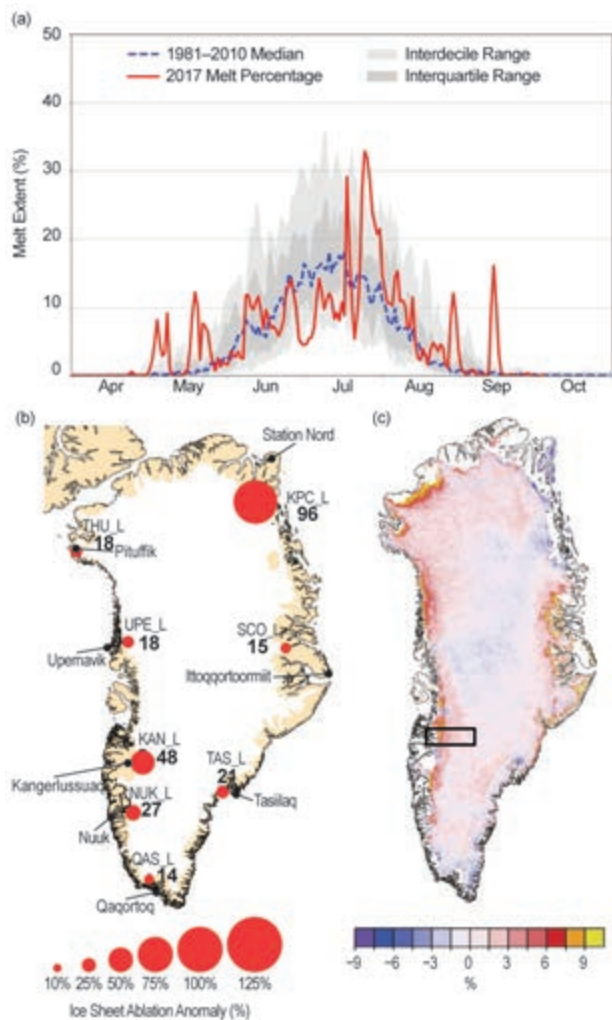 (a)
50
1981–2010 Median
2017 Melt Percentage
Interdecile Range
Interquartile Range
40
30
20
10
0
Melt Extent (%)
Apr May Jun Jul Aug Sep Oct
(b)
Station Nord
KPC_L
96
THU_L
18
Pituffik
UPE_L
18
Upernavik
SCO_L
15
Ittoqqortoormiit
KAN_L
48
Kangerlussuaq
TAS_L
21
Tasiilaq
NUK_L
27
Nuuk
QAS_L
14
Qaqortoq
10% 25% 50% 75% 100% 125%
Ice Sheet Ablation Anomaly (%)
(c)
−9 −6 −3 0 3 6 9
%